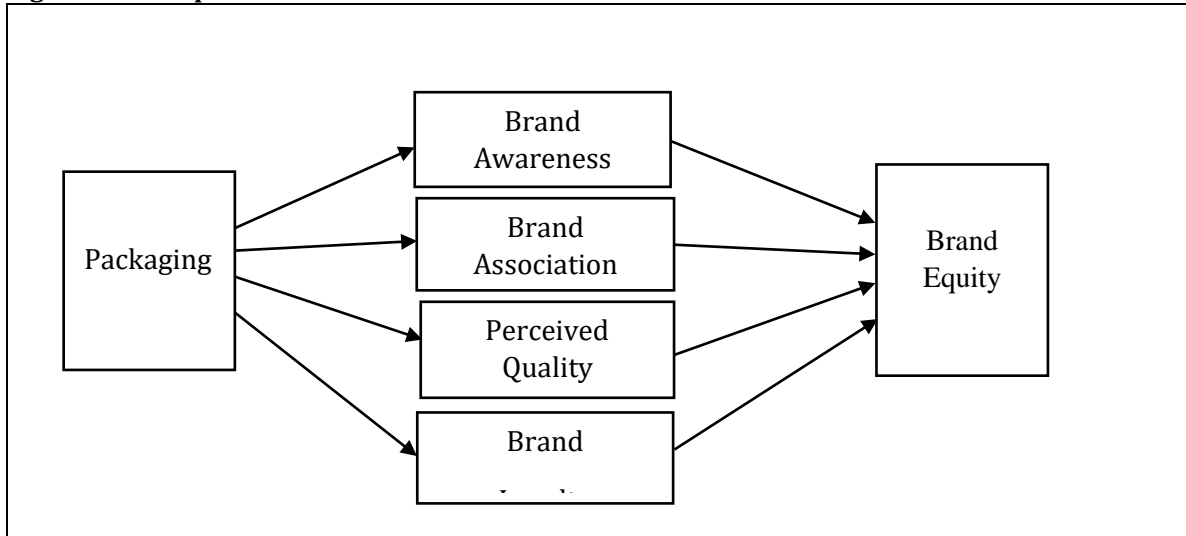 Brand
Awareness
Packaging
Brand
Association
Brand
Equity
Perceived
Quality
Brand